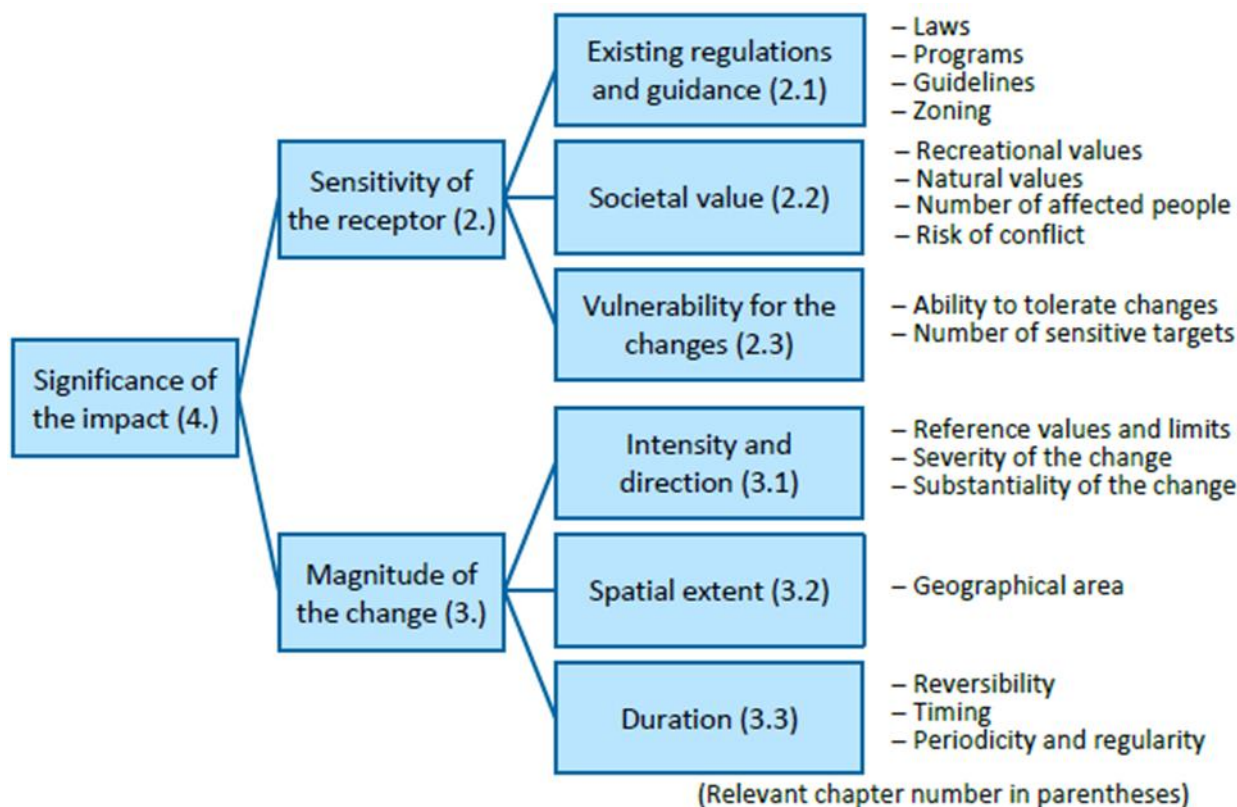 Significance of
the impact (4.)
Sensitivity of
the receptor (2.)
Existing regulations
and guidance (2.1)
– Laws
– Programs
– Guidelines
– Zoning
Societal value (2.2)
– Recreational values
– Natural values
– Number of affected people
– Risk of conflict
Vulnerability for the
changes (2.3)
– Ability to tolerate changes
– Number of sensitive targets
Magnitude of
the change (3.)
Intensity and
direction (3.1)
– Reference values and limits
– Severity of the change
– Substantiality of the change
Spatial extent (3.2)
– Geographical area
Duration (3.3)
– Reversibility
– Timing
– Periodicity and regularity
(Relevant chapter number in parentheses)